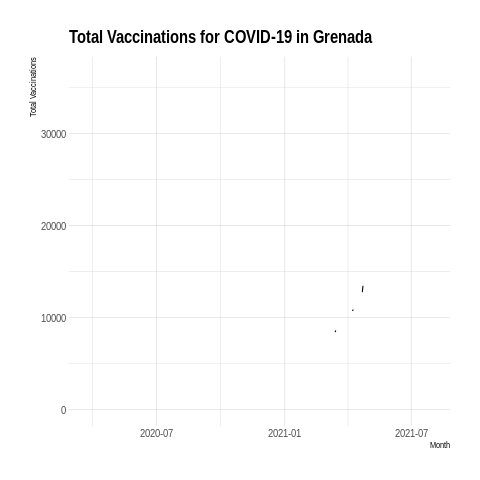 Total Vaccinations for COVID-19 in Grenada
Total Vaccinations
30000
20000
10000
0
2020-07
2021-01
2021-07
Month